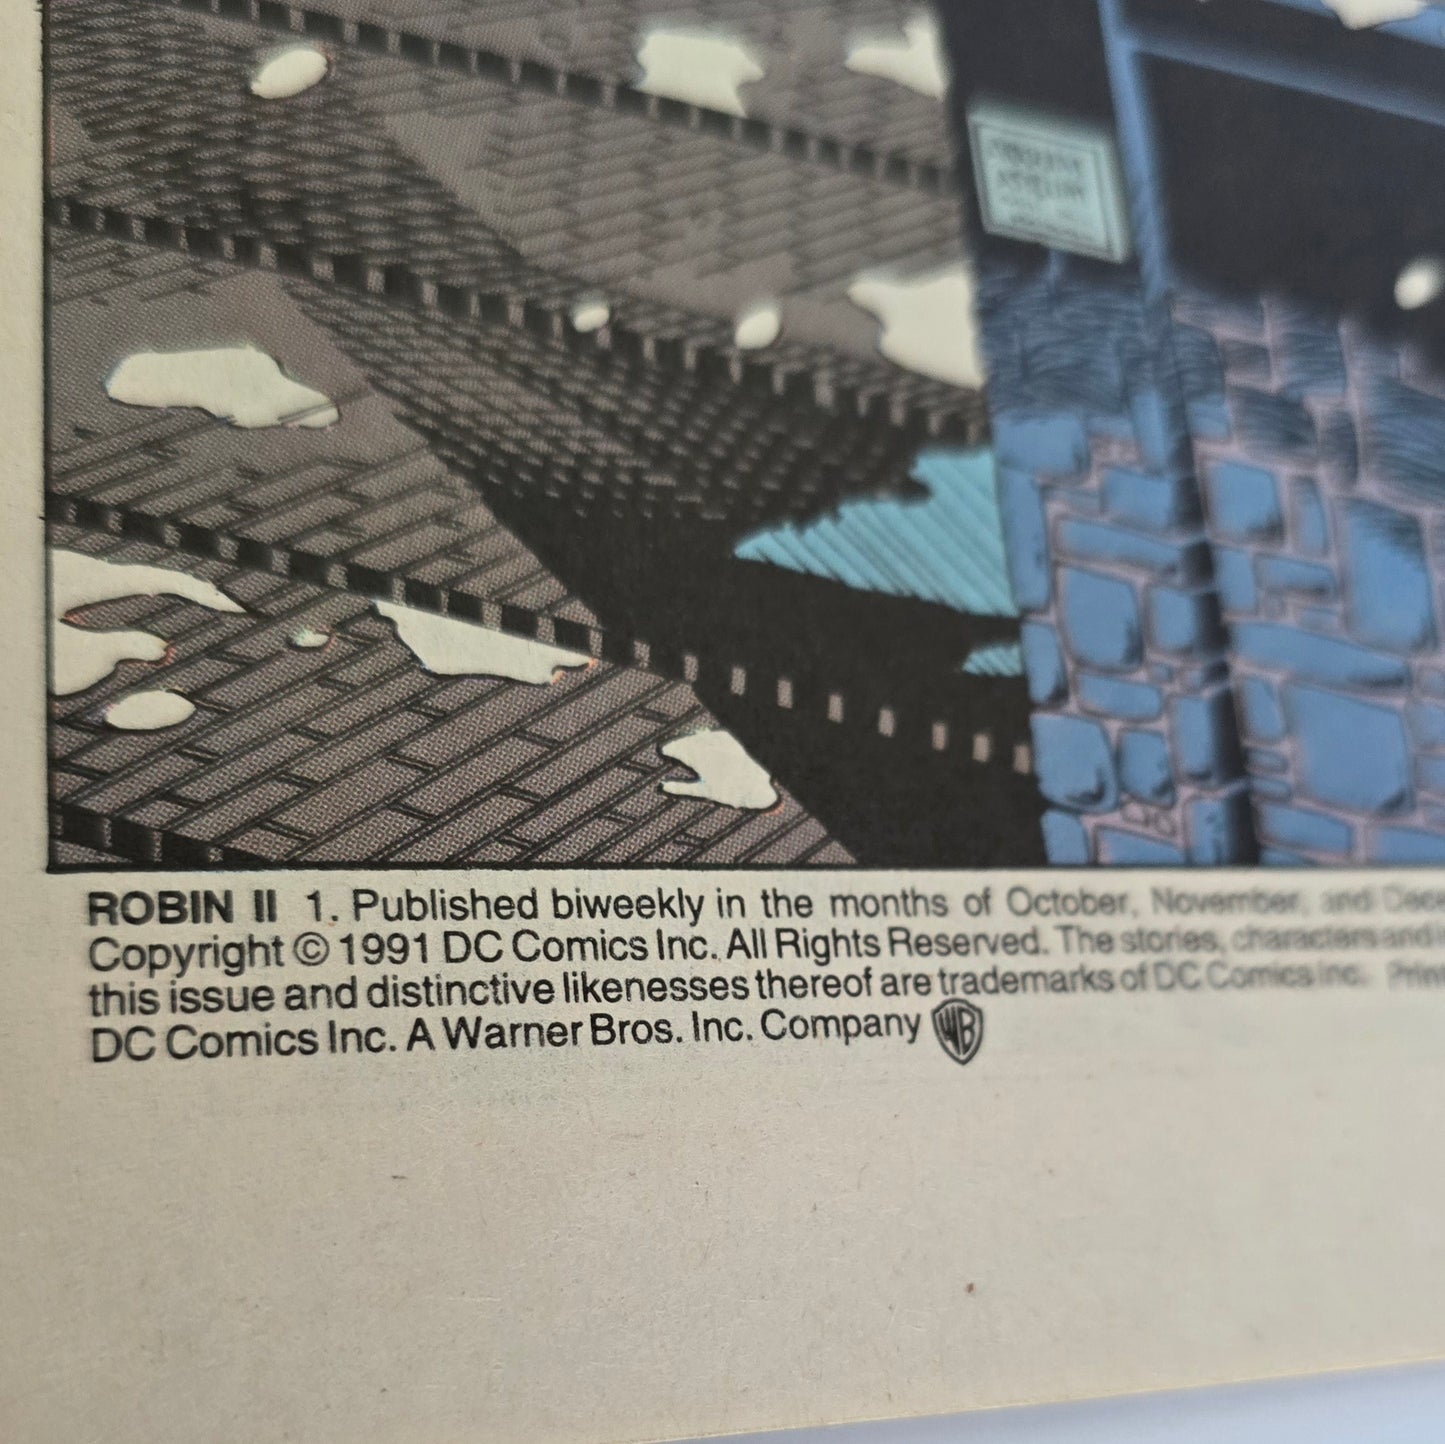 ROBIN II 1. Published biweekly in the months of October, November, and Dece
Copyright © 1991 DC Comics Inc. All Rights Reserved. The stories, characters and
this issue and distinctive likenesses thereof are trademarks of DC Comics Inc. Prin
DC Comics Inc. A Warner Bros. Inc. Company WB